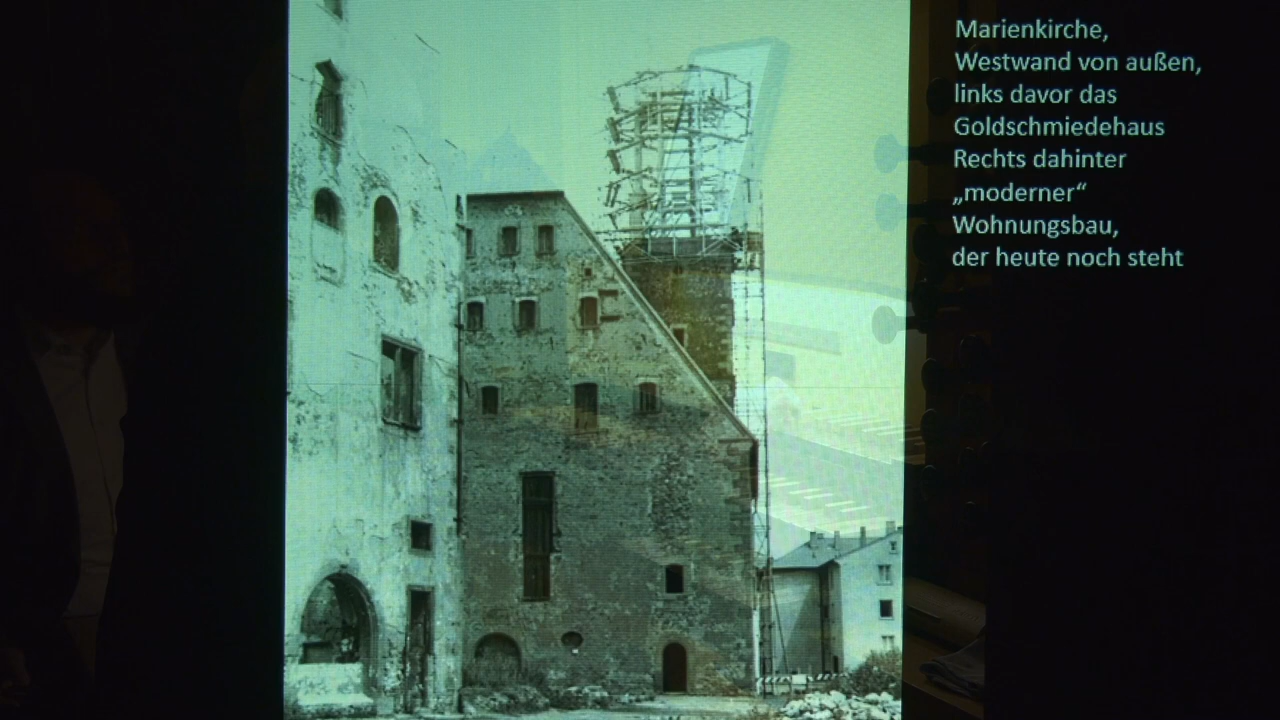 Marienkirche,
Westwand von außen,
links davor das
Goldschmiedehaus
Rechts dahinter
„moderner“
Wohnungsbau,
der heute noch steht